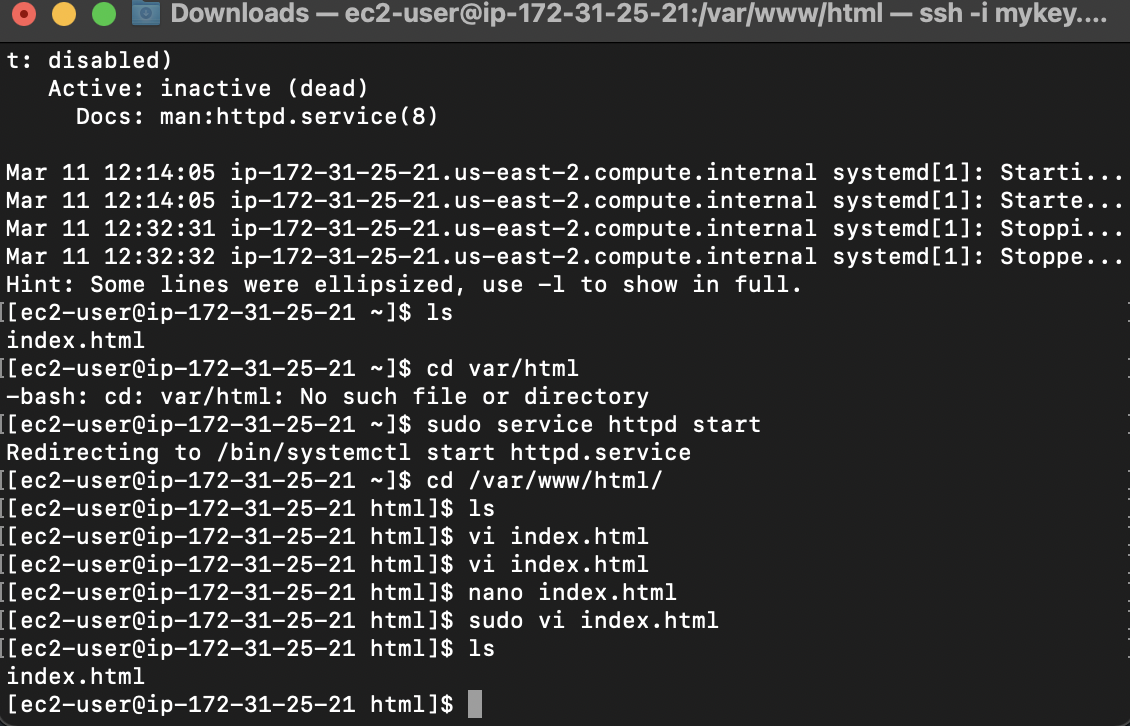 Downloads — ec2-user@ip-172-31-25-21:/var/www/html — ssh -i mykey....
t: disabled)
   Active: inactive (dead)
     Docs: man:httpd.service(8)

Mar 11 12:14:05 ip-172-31-25-21.us-east-2.compute.internal systemd[1]: Starti...
Mar 11 12:14:05 ip-172-31-25-21.us-east-2.compute.internal systemd[1]: Starte...
Mar 11 12:32:31 ip-172-31-25-21.us-east-2.compute.internal systemd[1]: Stoppi...
Mar 11 12:32:32 ip-172-31-25-21.us-east-2.compute.internal systemd[1]: Stoppe...
Hint: Some lines were ellipsized, use -l to show in full.
[[ec2-user@ip-172-31-25-21 ~]$ ls
index.html
[[ec2-user@ip-172-31-25-21 ~]$ cd var/html
-bash: cd: var/html: No such file or directory
[[ec2-user@ip-172-31-25-21 ~]$ sudo service httpd start
Redirecting to /bin/systemctl start httpd.service
[[ec2-user@ip-172-31-25-21 ~]$ cd /var/www/html/
[[ec2-user@ip-172-31-25-21 html]$ ls
[[ec2-user@ip-172-31-25-21 html]$ vi index.html
[[ec2-user@ip-172-31-25-21 html]$ vi index.html
[[ec2-user@ip-172-31-25-21 html]$ nano index.html
[[ec2-user@ip-172-31-25-21 html]$ sudo vi index.html
[[ec2-user@ip-172-31-25-21 html]$ ls
index.html
[ec2-user@ip-172-31-25-21 html]$